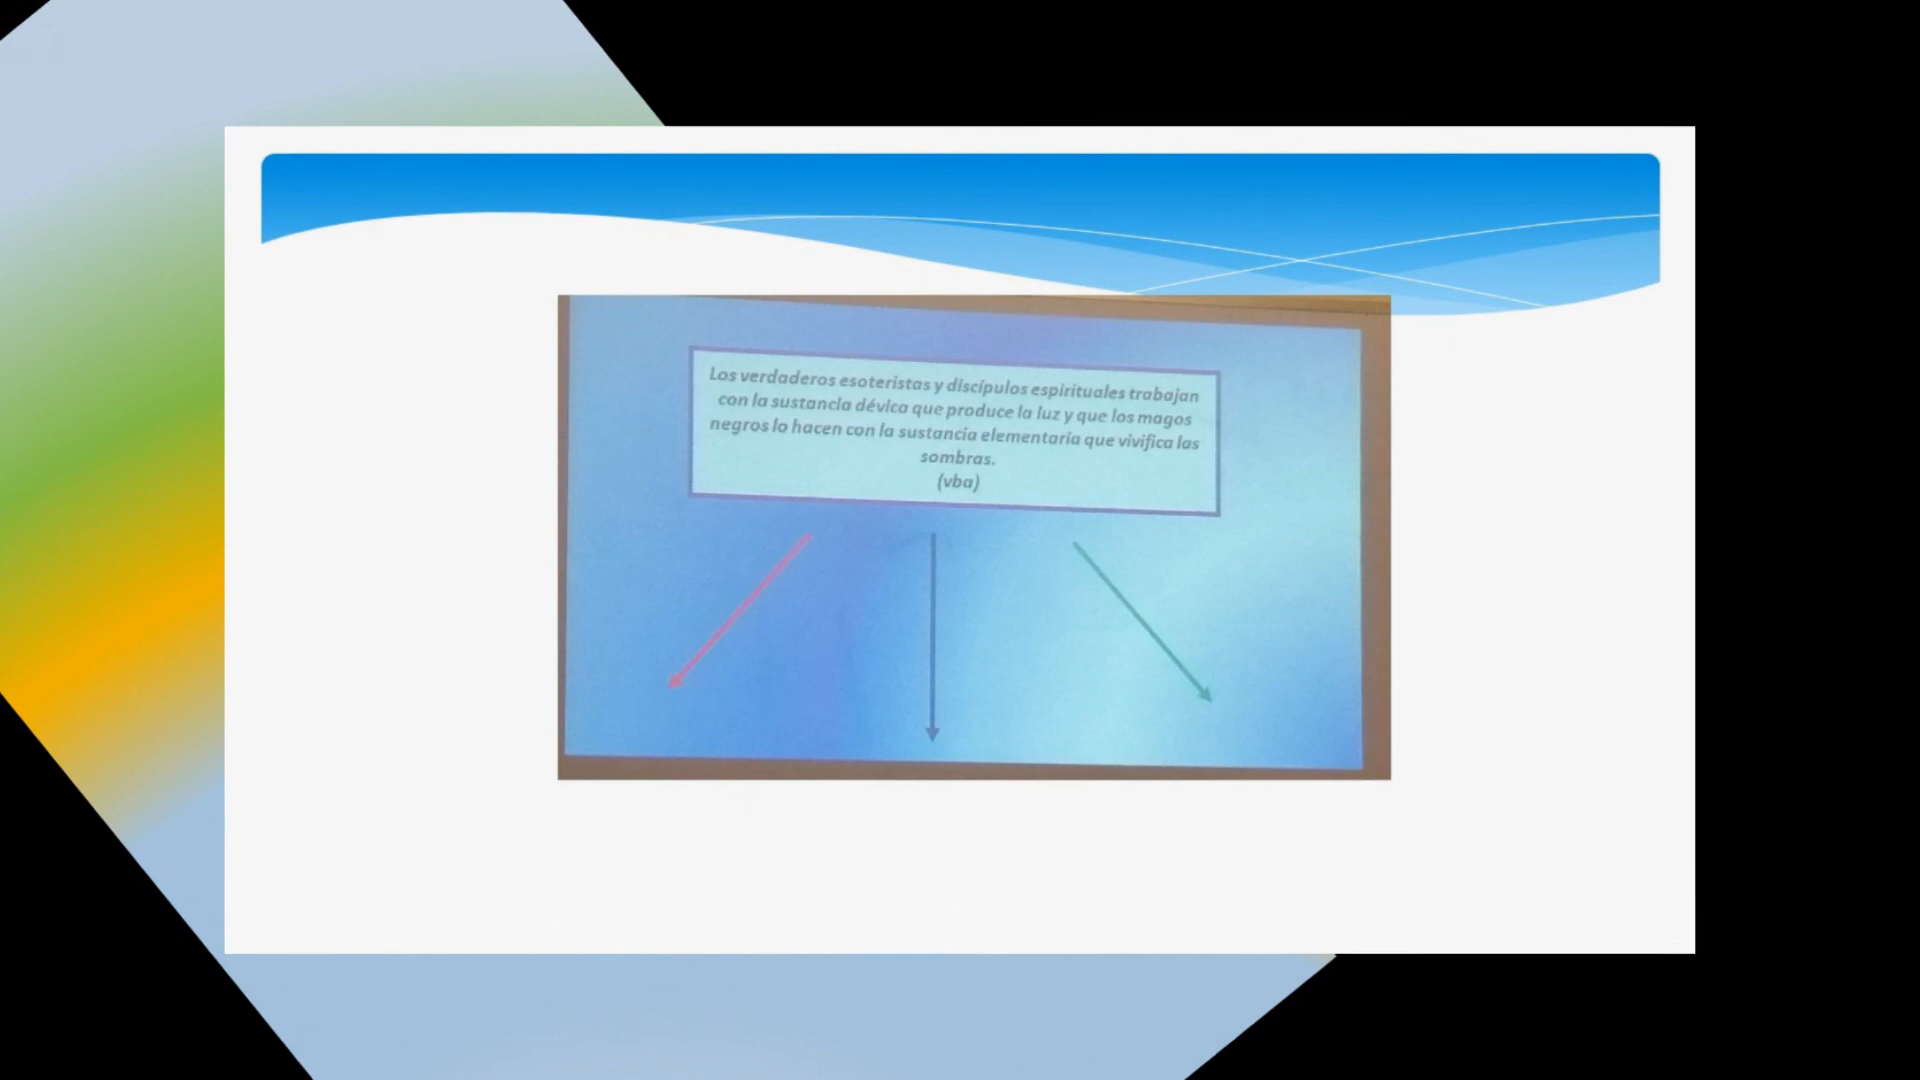 Los verdaderos esoteristas y discípulos espirituales trabajan
con la sustancia dévica que produce la luz y que los magos
negros lo hacen con la sustancia elementaria que vivifica las
sombras.
(vba)